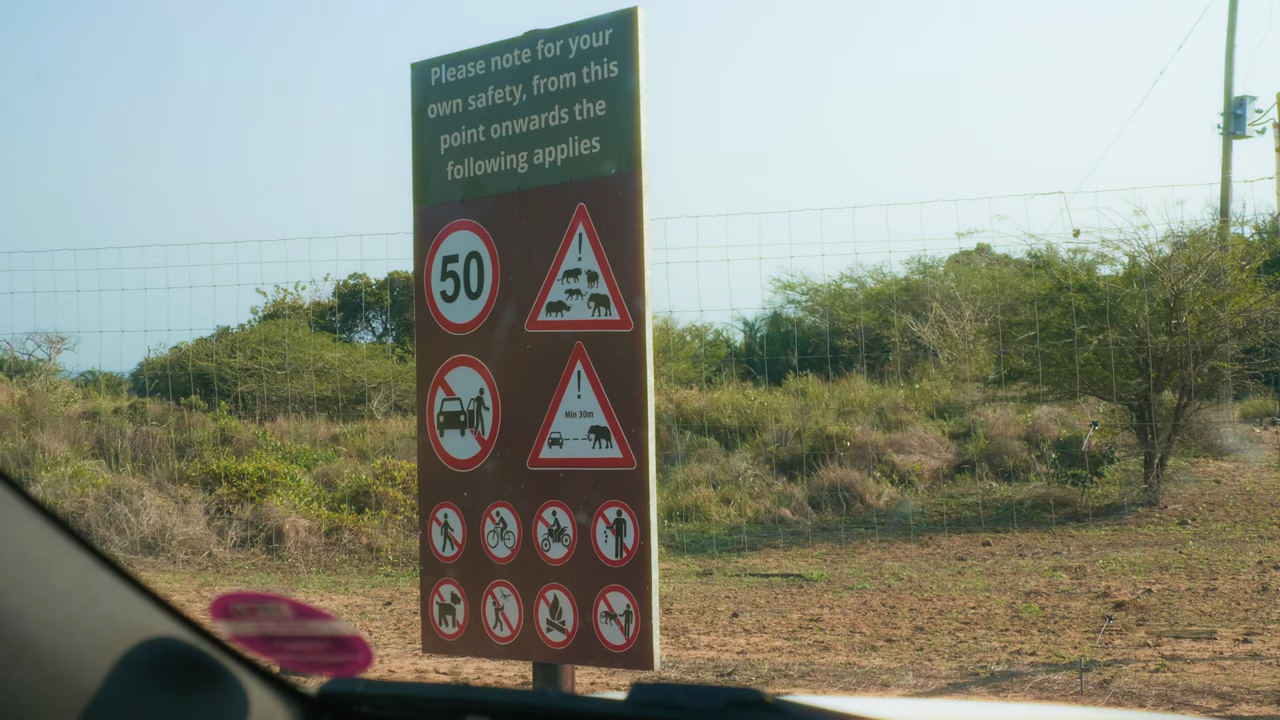 Please note for your
own safety, from this
point onwards the
following applies
50
!
!
Min 30m